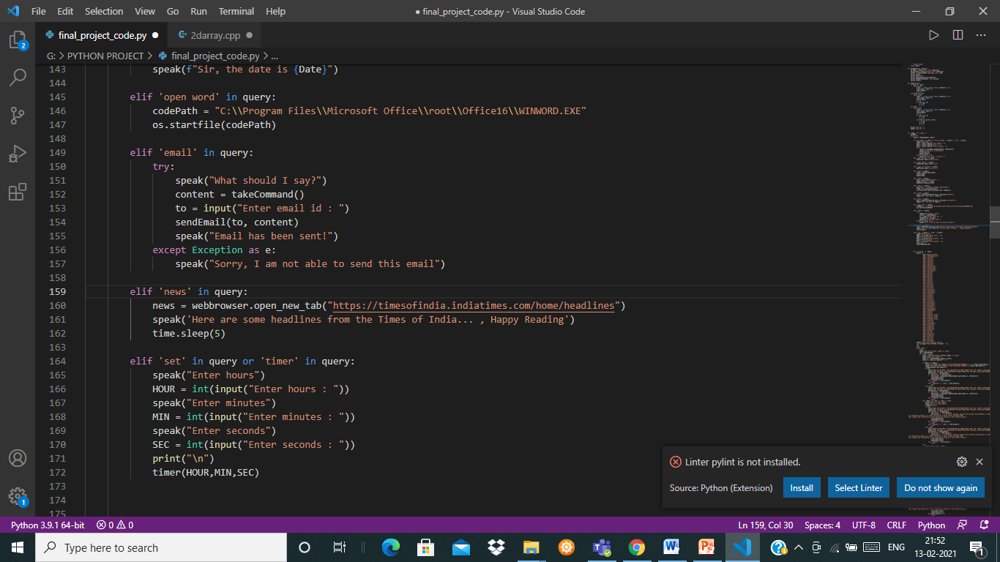 File Edit Selection View Go Run Terminal Help
● final_project_code.py - Visual Studio Code
final_project_code.py ●
2darray.cpp ●
G: > PYTHON PROJECT > final_project_code.py > ...
143 speak(f"Sir, the date is {Date}")
144
145 elif 'open word' in query:
146 codePath = "C:\\Program Files\\Microsoft Office\\root\\Office16\\WINWORD.EXE"
147 os.startfile(codePath)
148
149 elif 'email' in query:
150 try:
151 speak("What should I say?")
152 content = takeCommand()
153 to = input("Enter email id : ")
154 sendEmail(to, content)
155 speak("Email has been sent!")
156 except Exception as e:
157 speak("Sorry, I am not able to send this email")
158
159 elif 'news' in query:
160 news = webbrowser.open_new_tab("https://timesofindia.indiatimes.com/home/headlines")
161 speak('Here are some headlines from the Times of India... , Happy Reading')
162 time.sleep(5)
163
164 elif 'set' in query or 'timer' in query:
165 speak("Enter hours")
166 HOUR = int(input("Enter hours : "))
167 speak("Enter minutes")
168 MIN = int(input("Enter minutes : "))
169 speak("Enter seconds")
170 SEC = int(input("Enter seconds : "))
171 print("\n")
172 timer(HOUR,MIN,SEC)
173
174
175
2
1
Linter pylint is not installed.
Source: Python (Extension)
Install
Select Linter
Do not show again
Python 3.9.1 64-bit 0 0
Ln 159, Col 30 Spaces: 4 UTF-8 CRLF Python
Type here to search
ENG
21:52
13-02-2021
1